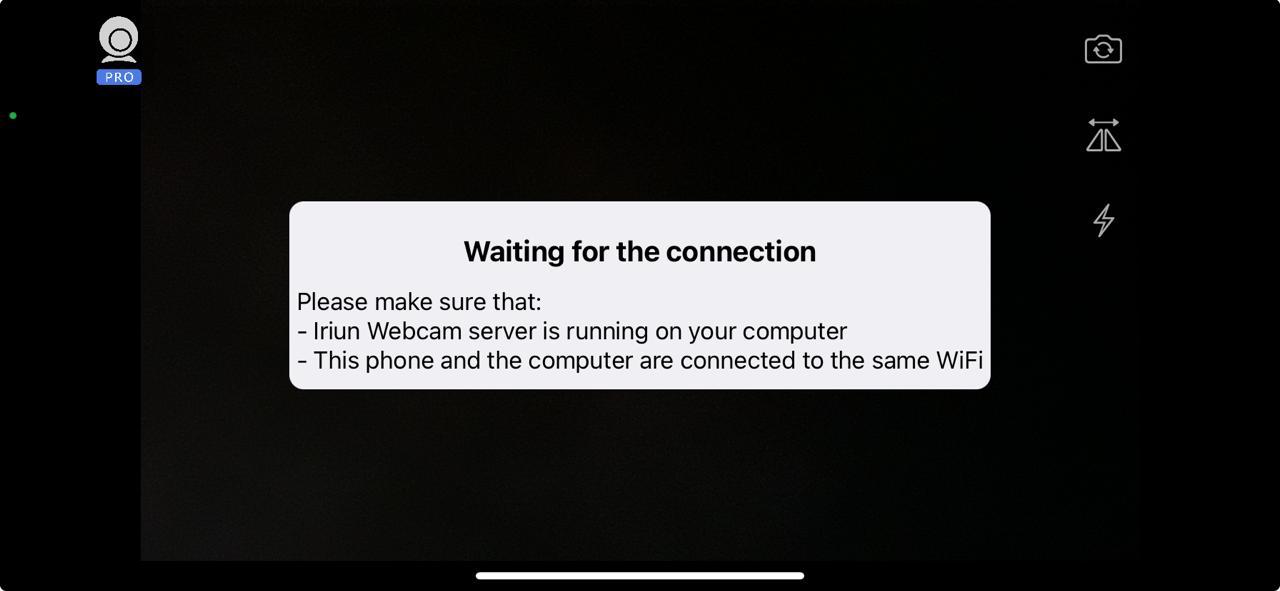 PRO
Waiting for the connection
Please make sure that:
- Iriun Webcam server is running on your computer
- This phone and the computer are connected to the same WiFi